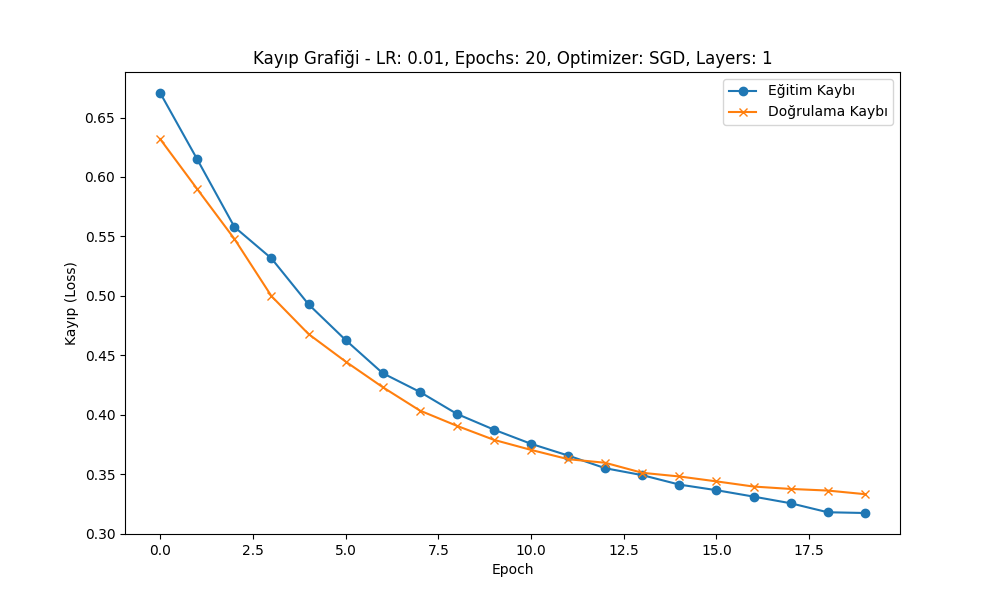 Kayıp Grafiği - LR: 0.01, Epochs: 20, Optimizer: SGD, Layers: 1
Eğitim Kaybı
Doğrulama Kaybı
Kayıp (Loss)
0.65
0.60
0.55
0.50
0.45
0.40
0.35
0.30
0.0 2.5 5.0 7.5 10.0 12.5 15.0 17.5
Epoch